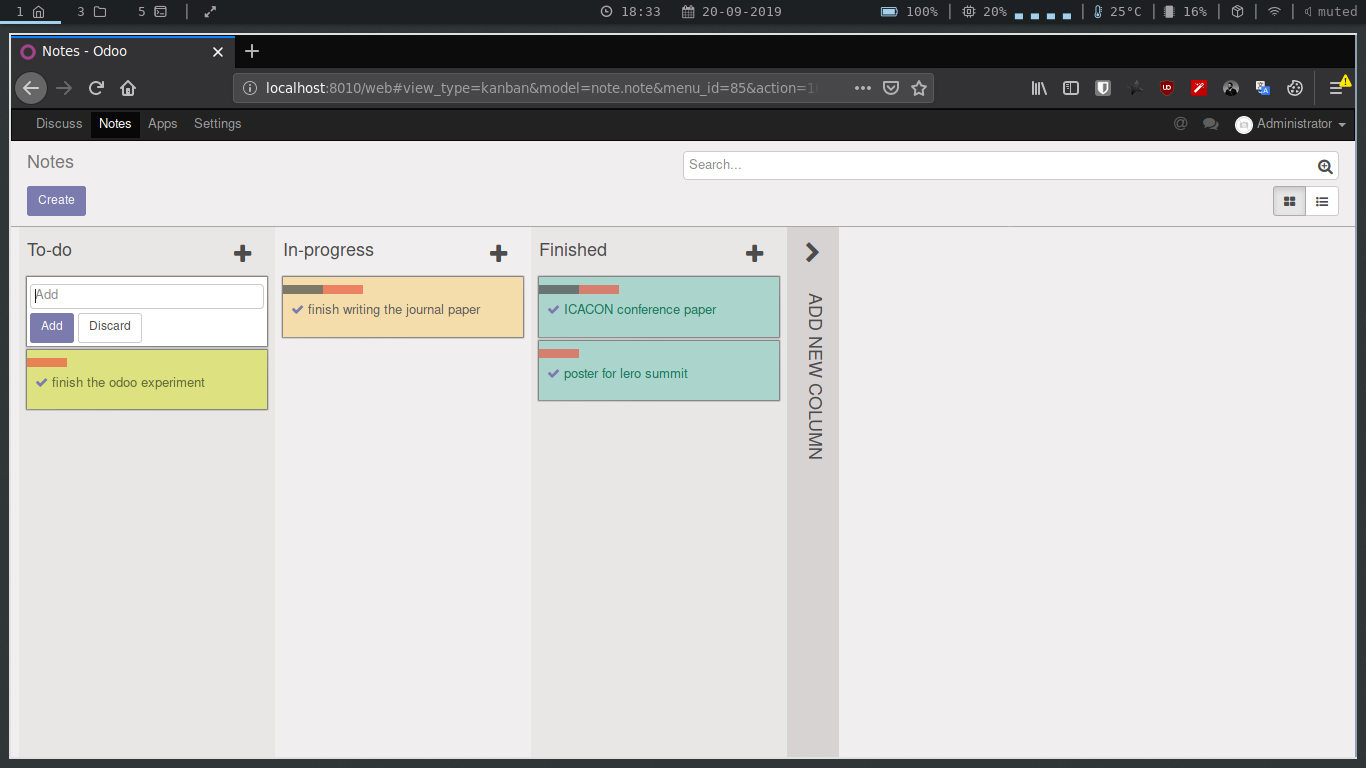 1 3 5 18:33 20-09-2019 100% 20% 25°C 16% muted
Notes - Odoo
localhost:8010/web#view_type=kanban&model=note.note&menu_id=85&action=1
Discuss Notes Apps Settings @ Administrator
Notes Search...
Create
To-do In-progress Finished
Add
Add Discard
finish the odoo experiment
finish writing the journal paper
ICACON conference paper
poster for lero summit
ADD NEW COLUMN